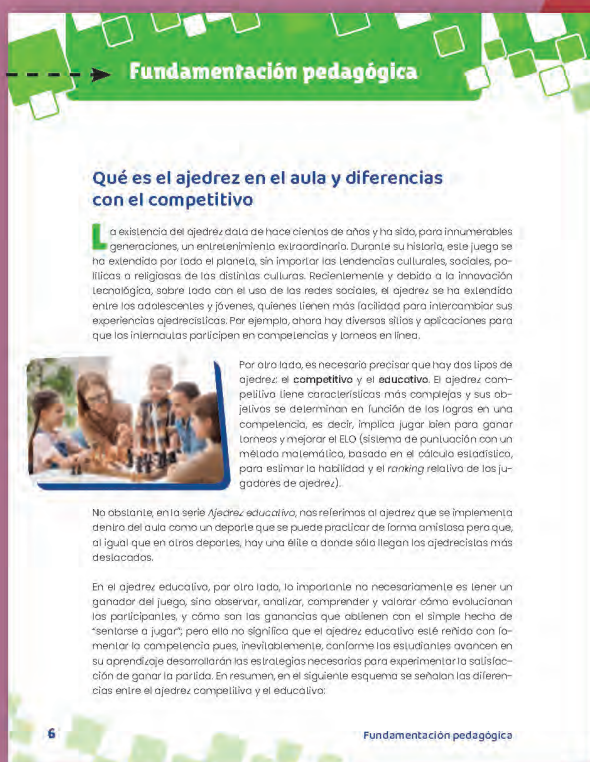 Fundamentación pedagógica
Qué es el ajedrez en el aula y diferencias
con el competitivo
La existencia del ajedrez data de hace cientos de años y ha sido, para innumerables
generaciones, un entretenimiento extraordinario. Durante su historia, este juego se
ha extendido por todo el planeta, sin importar las tendencias culturales, sociales, po-
líticas o religiosas de las distintas culturas. Recientemente y debido a la innovación
tecnológica, sobre todo con el uso de las redes sociales, el ajedrez se ha extendido
entre los adolescentes y jóvenes, quienes tienen más facilidad para intercambiar sus
experiencias ajedrecísticas. Por ejemplo, ahora hay diversos sitios y aplicaciones para
que los internautas participen en competencias y torneos en línea.
Por otro lado, es necesario precisar que hay dos tipos de
ajedrez: el competitivo y el educativo. El ajedrez com-
petitivo tiene características más complejas y sus ob-
jetivos se determinan en función de los logros en una
competencia, es decir, implica jugar bien para ganar
torneos y mejorar el ELO (sistema de puntuación con un
método matemático, basado en el cálculo estadístico,
para estimar la habilidad y el ranking relativo de los ju-
gadores de ajedrez).
No obstante, en la serie Ajedrez educativo, nos referimos al ajedrez que se implementa
dentro del aula como un deporte que se puede practicar de forma amistosa pero que,
al igual que en otros deportes, hay una élite a donde sólo llegan los ajedrecistas más
destacados.
En el ajedrez educativo, por otro lado, lo importante no necesariamente es tener un
ganador del juego, sino observar, analizar, comprender y valorar cómo evolucionan
los participantes, y cómo son las ganancias que obtienen con el simple hecho de
"sentarse a jugar"; pero ello no significa que el ajedrez educativo esté reñido con fo-
mentar la competencia pues, inevitablemente, conforme los estudiantes avancen en
su aprendizaje desarrollarán las estrategias necesarias para experimentar la satisfac-
ción de ganar la partida. En resumen, en el siguiente esquema se señalan las diferen-
cias entre el ajedrez competitivo y el educativo:
6
Fundamentación pedagógica